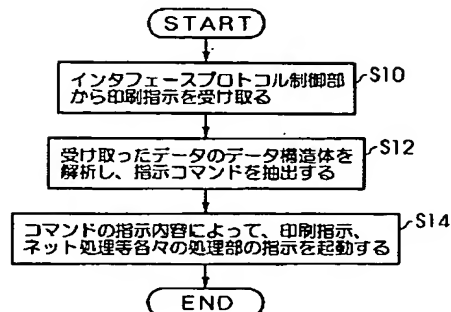 START
インタフェースプロトコル制御部
から印刷指示を受け取る
S10
受け取ったデータのデータ構造体を
解析し、指示コマンドを抽出する
S12
コマンドの指示内容によって、印刷指示、
ネット処理等各々の処理部の指示を起動する
S14
END